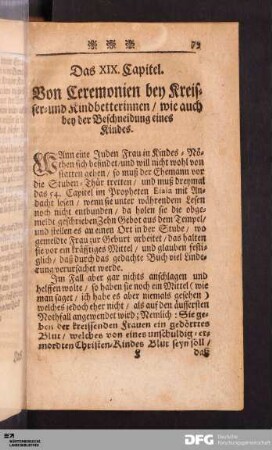 75
Das XIX. Capitel.
Von Ceremonien bey Kreis-
ser- und Kindbetterinnen / wie auch
bey der Beschneidung eines
Kindes.
WAnn eine Juden Frau in Kindes-Nö-
then sich befindet und will nicht wohl von
statten gehen / so muß der Ehemann vor
die Stuben-Thür tretten / und muß dreymal
das 54. Capitel im Propheten Esaia mit An-
dacht lesen / wenn sie unter währendem Lesen
noch nicht entbunden / da holen sie die obge-
meldt geschriebenen Zehn Gebot aus dem Tempel/
und stellen es an einen Ort in der Stube / wo
gemeldte Frau zur Geburt arbeitet / das halten
sie vor ein kräfftiges Mittel / und glauben festig-
lich / daß durch das gedachte Buch viel Linde-
rung verursachet werde.
Im Fall aber gar nichts anschlagen und
helffen wolte / so haben sie noch ein Mittel (wie
man saget / ich habe es aber niemals gesehen)
welches jedoch eher nicht / als auf den äussersten
Nothfall angewendet wird; Nemlich: Sie ge-
ben der kreissenden Frauen ein gedörrtes
Blut / welches von eines unschuldig-er-
mordten Christen-Kindes Blut seyn soll /
daß
DFG
Deutsche
Forschungsgemeinschaft